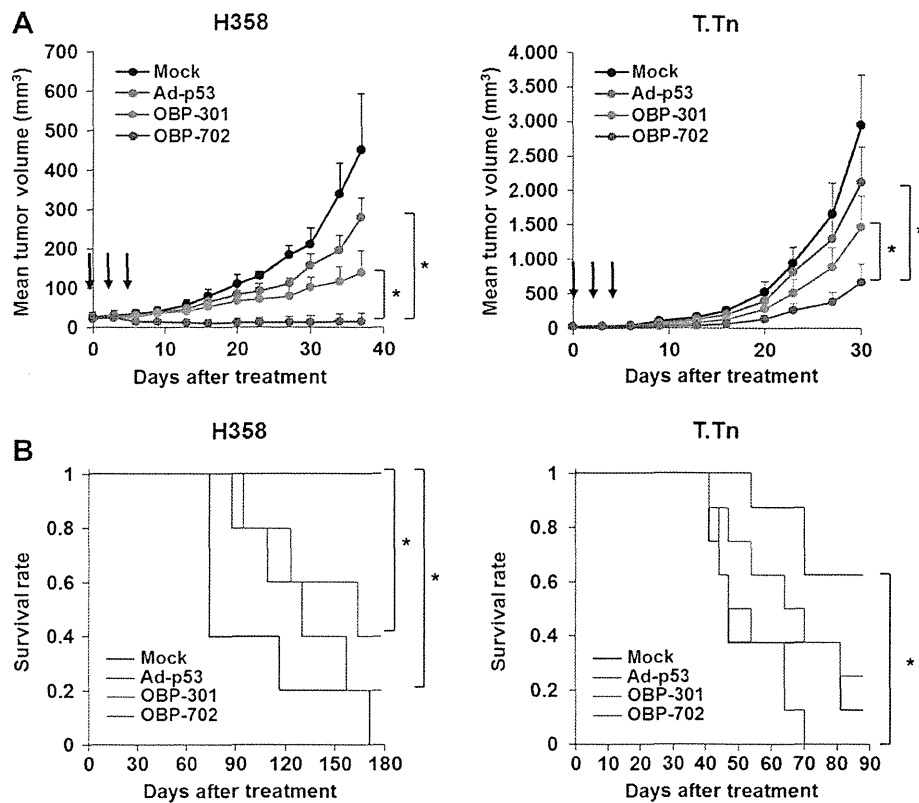 A
H358
Mean tumor volume (mm³)
700
600
500
400
300
200
100
0
Mock
Ad-p53
OBP-301
OBP-702
*
*
0 10 20 30 40
Days after treatment
T.Tn
Mean tumor volume (mm³)
4.000
3.500
3.000
2.500
2.000
1.500
1.000
500
0
Mock
Ad-p53
OBP-301
OBP-702
*
*
0 10 20 30
Days after treatment
B
H358
Survival rate
1
0.8
0.6
0.4
0.2
0
Mock
Ad-p53
OBP-301
OBP-702
*
*
0 30 60 90 120 150 180
Days after treatment
T.Tn
Survival rate
1
0.8
0.6
0.4
0.2
0
Mock
Ad-p53
OBP-301
OBP-702
*
0 10 20 30 40 50 60 70 80 90
Days after treatment